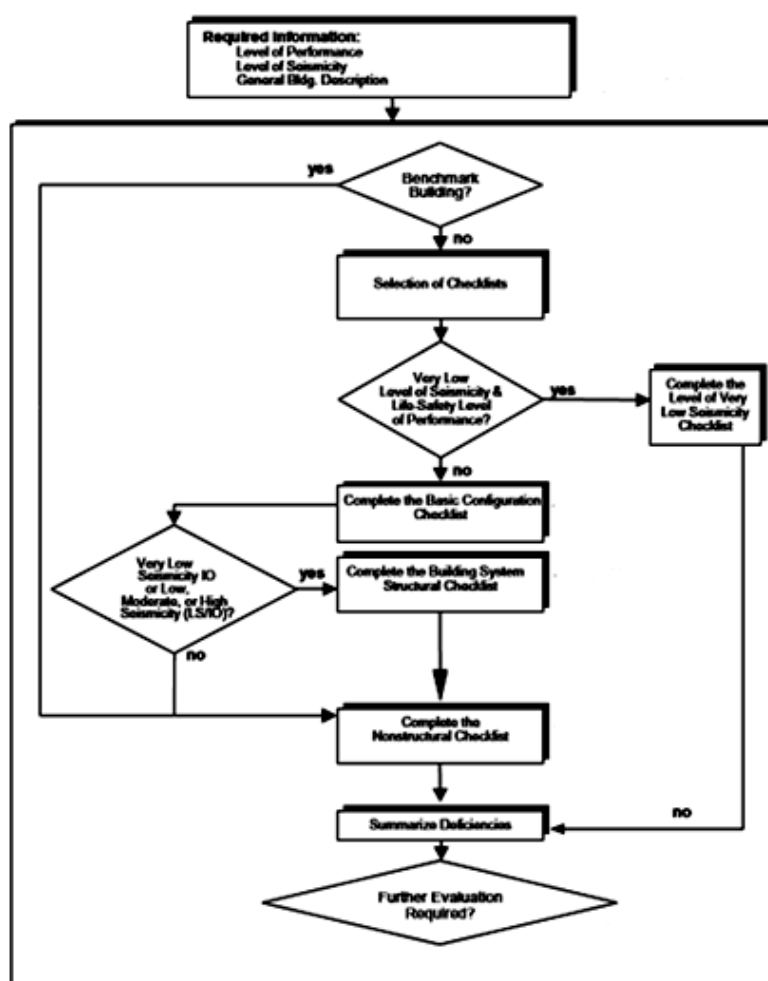 Required Information:
Level of Performance
Level of Seismicity
General Bldg. Description
yes
Benchmark
Building?
no
Selection of Checklists
Very Low
Level of Seismicity &
Life-Safety Level
of Performance?
yes
Complete the
Level of Very
Low Seismicity
Checklist
no
Complete the Basic Configuration
Checklist
Very Low
Seismicity IO
or Low,
Moderate, or High
Seismicity (LS/IO)?
yes
Complete the Building System
Structural Checklist
no
Complete the
Nonstructural Checklist
no
Summarize Deficiencies
Further Evaluation
Required?